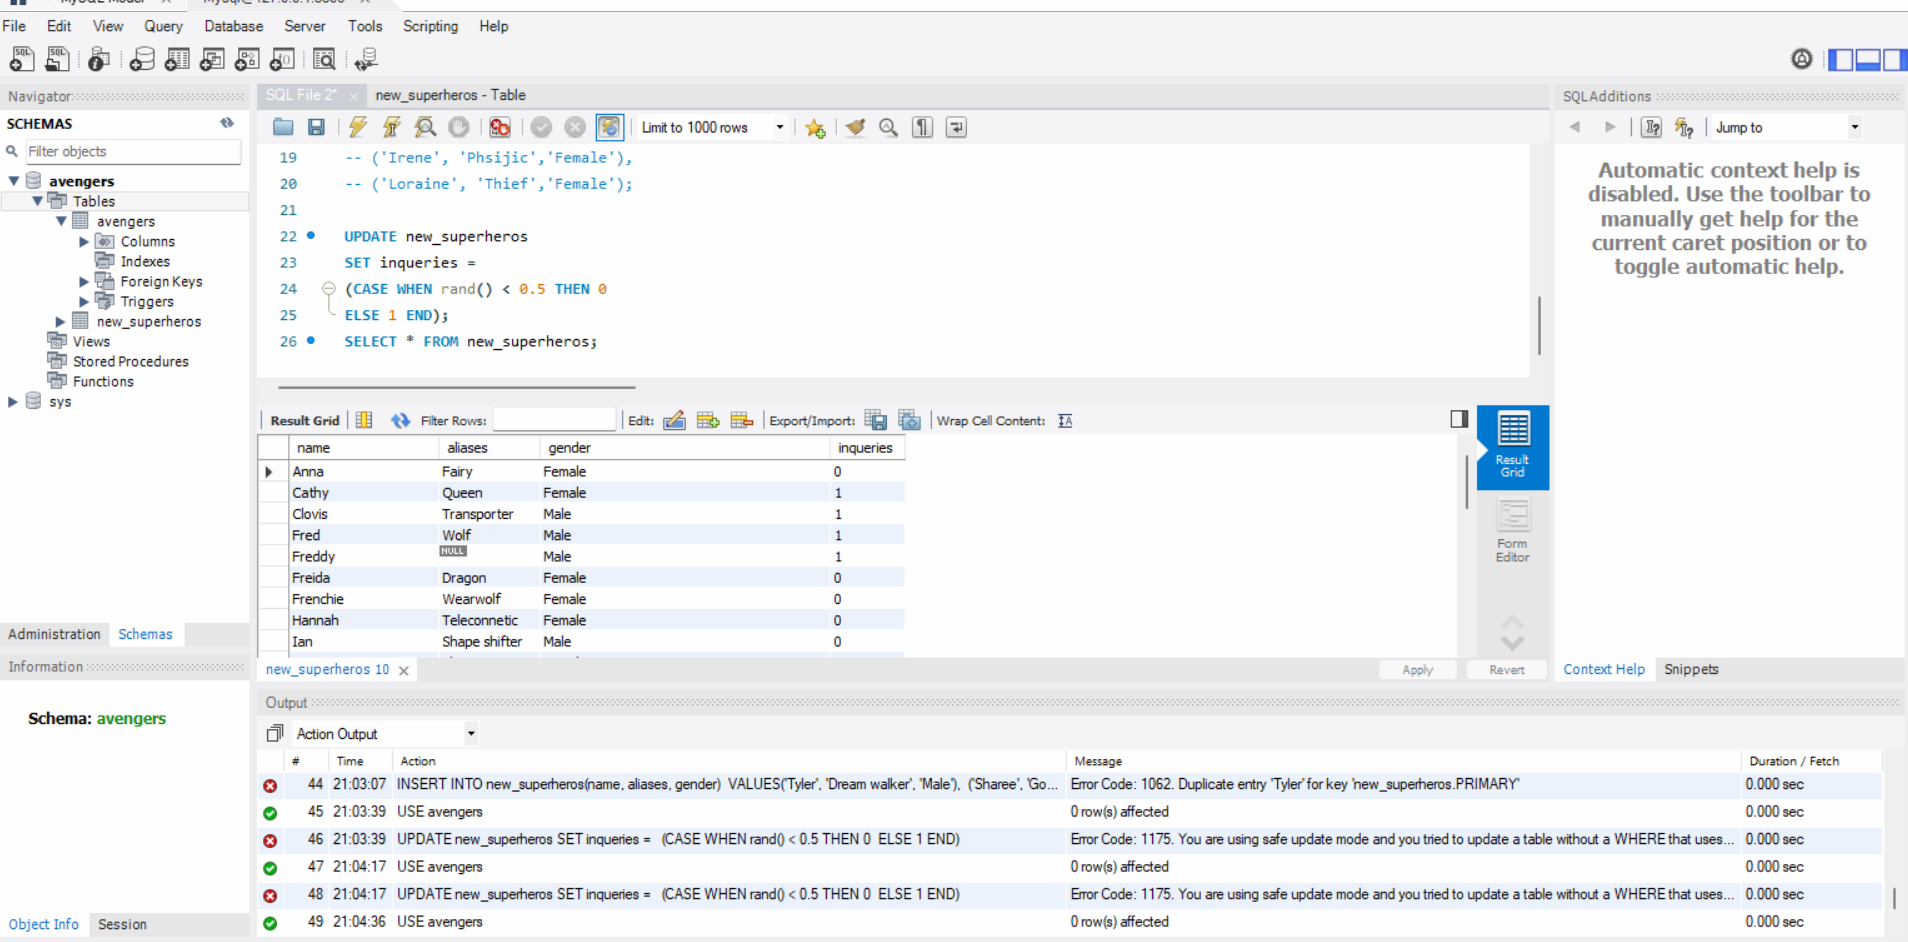 File Edit View Query Database Server Tools Scripting Help
Navigator
SCHEMAS
Filter objects
avengers
Tables
avengers
Columns
Indexes
Foreign Keys
Triggers
new_superheros
Views
Stored Procedures
Functions
sys
Administration Schemas
Information
Schema: avengers
Object Info Session
SQL File 2* new_superheros - Table
Limit to 1000 rows
19 -- ('Irene', 'Phsijic','Female'),
20 -- ('Loraine', 'Thief','Female');
21
22 UPDATE new_superheros
23 SET inqueries =
24 (CASE WHEN rand() < 0.5 THEN 0
25 ELSE 1 END);
26 SELECT * FROM new_superheros;
Result Grid Filter Rows: Edit: Export/Import: Wrap Cell Content:
name aliases gender inqueries
Anna Fairy Female 0
Cathy Queen Female 1
Clovis Transporter Male 1
Fred Wolf Male 1
Freddy NULL Male 1
Freida Dragon Female 0
Frenchie Wearwolf Female 0
Hannah Teleconnetic Female 0
Ian Shape shifter Male 0
Result
Grid
Form
Editor
new_superheros 10 Apply Revert
SQLAdditions
Jump to
Automatic context help is
disabled. Use the toolbar to
manually get help for the
current caret position or to
toggle automatic help.
Context Help Snippets
Output
Action Output
# Time Action Message Duration / Fetch
44 21:03:07 INSERT INTO new_superheros(name, aliases, gender) VALUES('Tyler', 'Dream walker', 'Male'), ('Sharee', 'Go... Error Code: 1062. Duplicate entry 'Tyler' for key 'new_superheros.PRIMARY' 0.000 sec
45 21:03:39 USE avengers 0 row(s) affected 0.000 sec
46 21:03:39 UPDATE new_superheros SET inqueries = (CASE WHEN rand() < 0.5 THEN 0 ELSE 1 END) Error Code: 1175. You are using safe update mode and you tried to update a table without a WHERE that uses... 0.000 sec
47 21:04:17 USE avengers 0 row(s) affected 0.000 sec
48 21:04:17 UPDATE new_superheros SET inqueries = (CASE WHEN rand() < 0.5 THEN 0 ELSE 1 END) Error Code: 1175. You are using safe update mode and you tried to update a table without a WHERE that uses... 0.000 sec
49 21:04:36 USE avengers 0 row(s) affected 0.000 sec